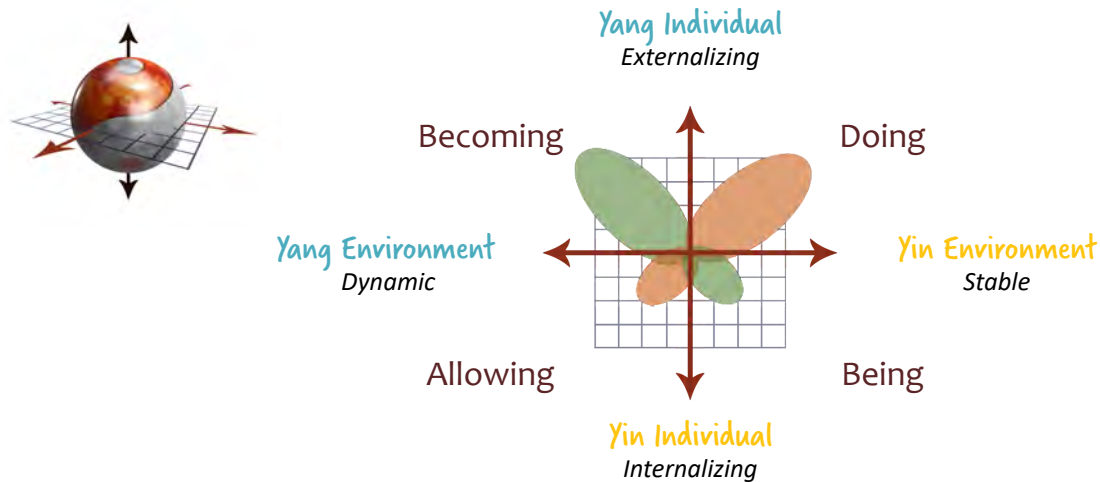 Yang Individual
Externalizing
Becoming
Doing
Yang Environment
Dynamic
Yin Environment
Stable
Allowing
Being
Yin Individual
Internalizing